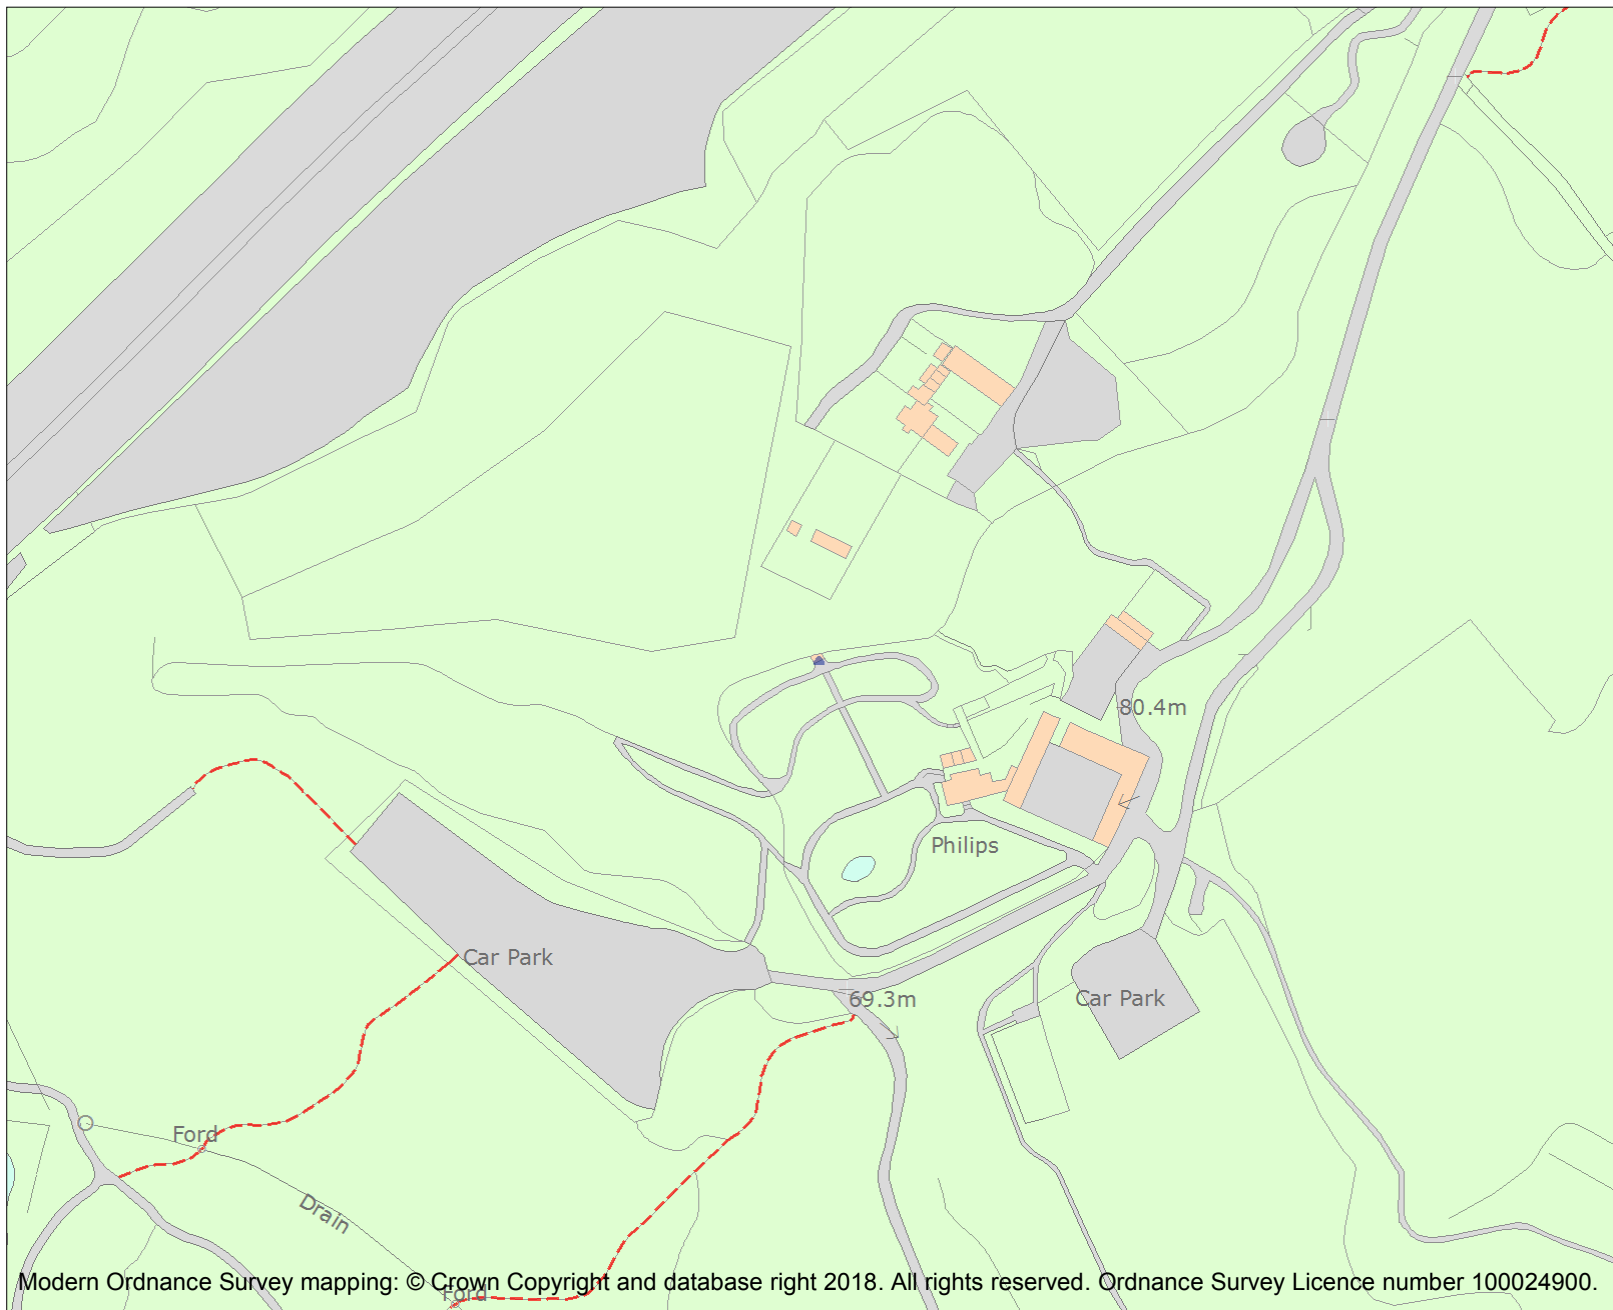 80.4m
Philips
Car Park
69.3m
Car Park
Ford
Drain
Modern Ordnance Survey mapping: © Crown Copyright and database right 2018. All rights reserved. Ordnance Survey Licence number 100024900.
Ford